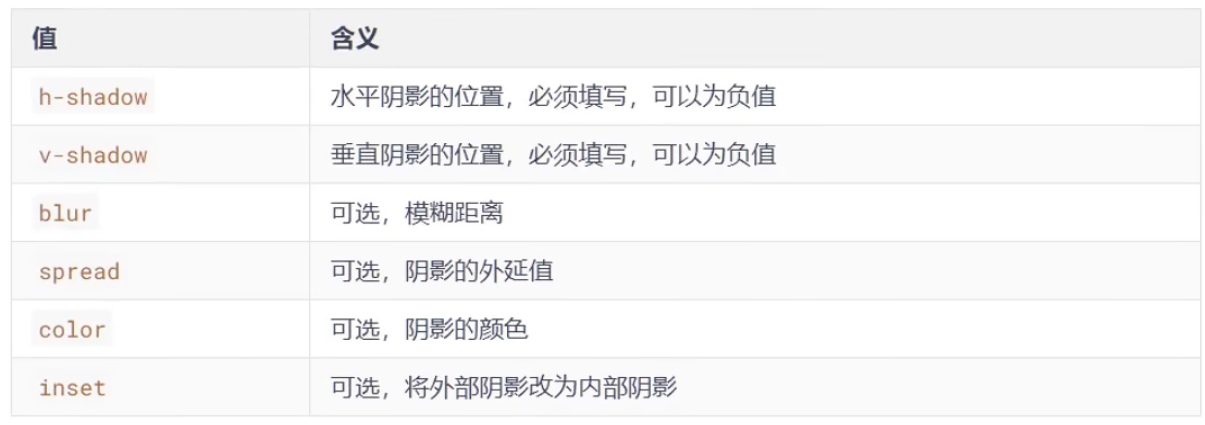 值 含义
h-shadow 水平阴影的位置，必须填写，可以为负值
v-shadow 垂直阴影的位置，必须填写，可以为负值
blur 可选，模糊距离
spread 可选，阴影的外延值
color 可选，阴影的颜色
inset 可选，将外部阴影改为内部阴影